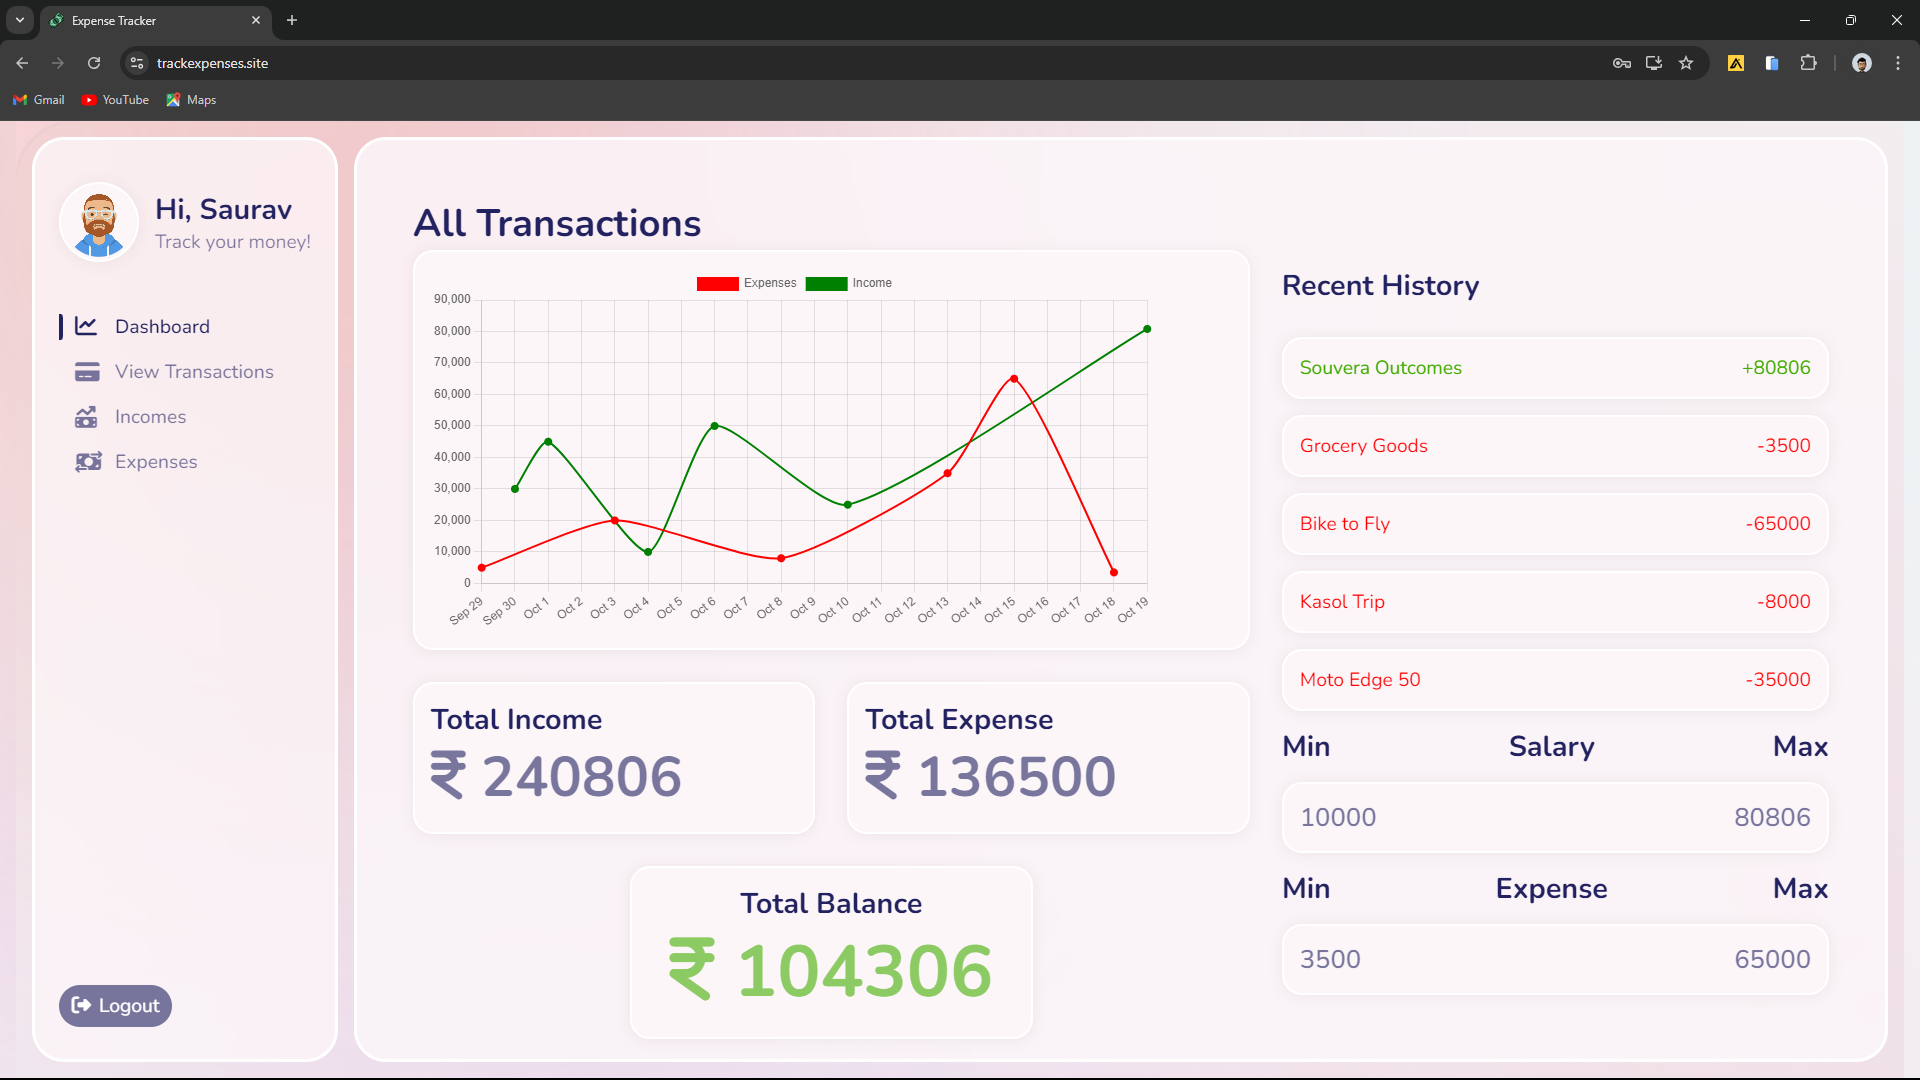 Expense Tracker
trackexpenses.site
Gmail YouTube Maps
Hi, Saurav
Track your money!
Dashboard
View Transactions
Incomes
Expenses
Logout
All Transactions
Expenses Income
90,000
80,000
70,000
60,000
50,000
40,000
30,000
20,000
10,000
0
Sep 29 Sep 30 Oct 1 Oct 2 Oct 3 Oct 4 Oct 5 Oct 6 Oct 7 Oct 8 Oct 9 Oct 10 Oct 11 Oct 12 Oct 13 Oct 14 Oct 15 Oct 16 Oct 17 Oct 18 Oct 19
Total Income
₹ 240806
Total Expense
₹ 136500
Total Balance
₹ 104306
Recent History
Souvera Outcomes +80806
Grocery Goods -3500
Bike to Fly -65000
Kasol Trip -8000
Moto Edge 50 -35000
Min Salary Max
10000 80806
Min Expense Max
3500 65000